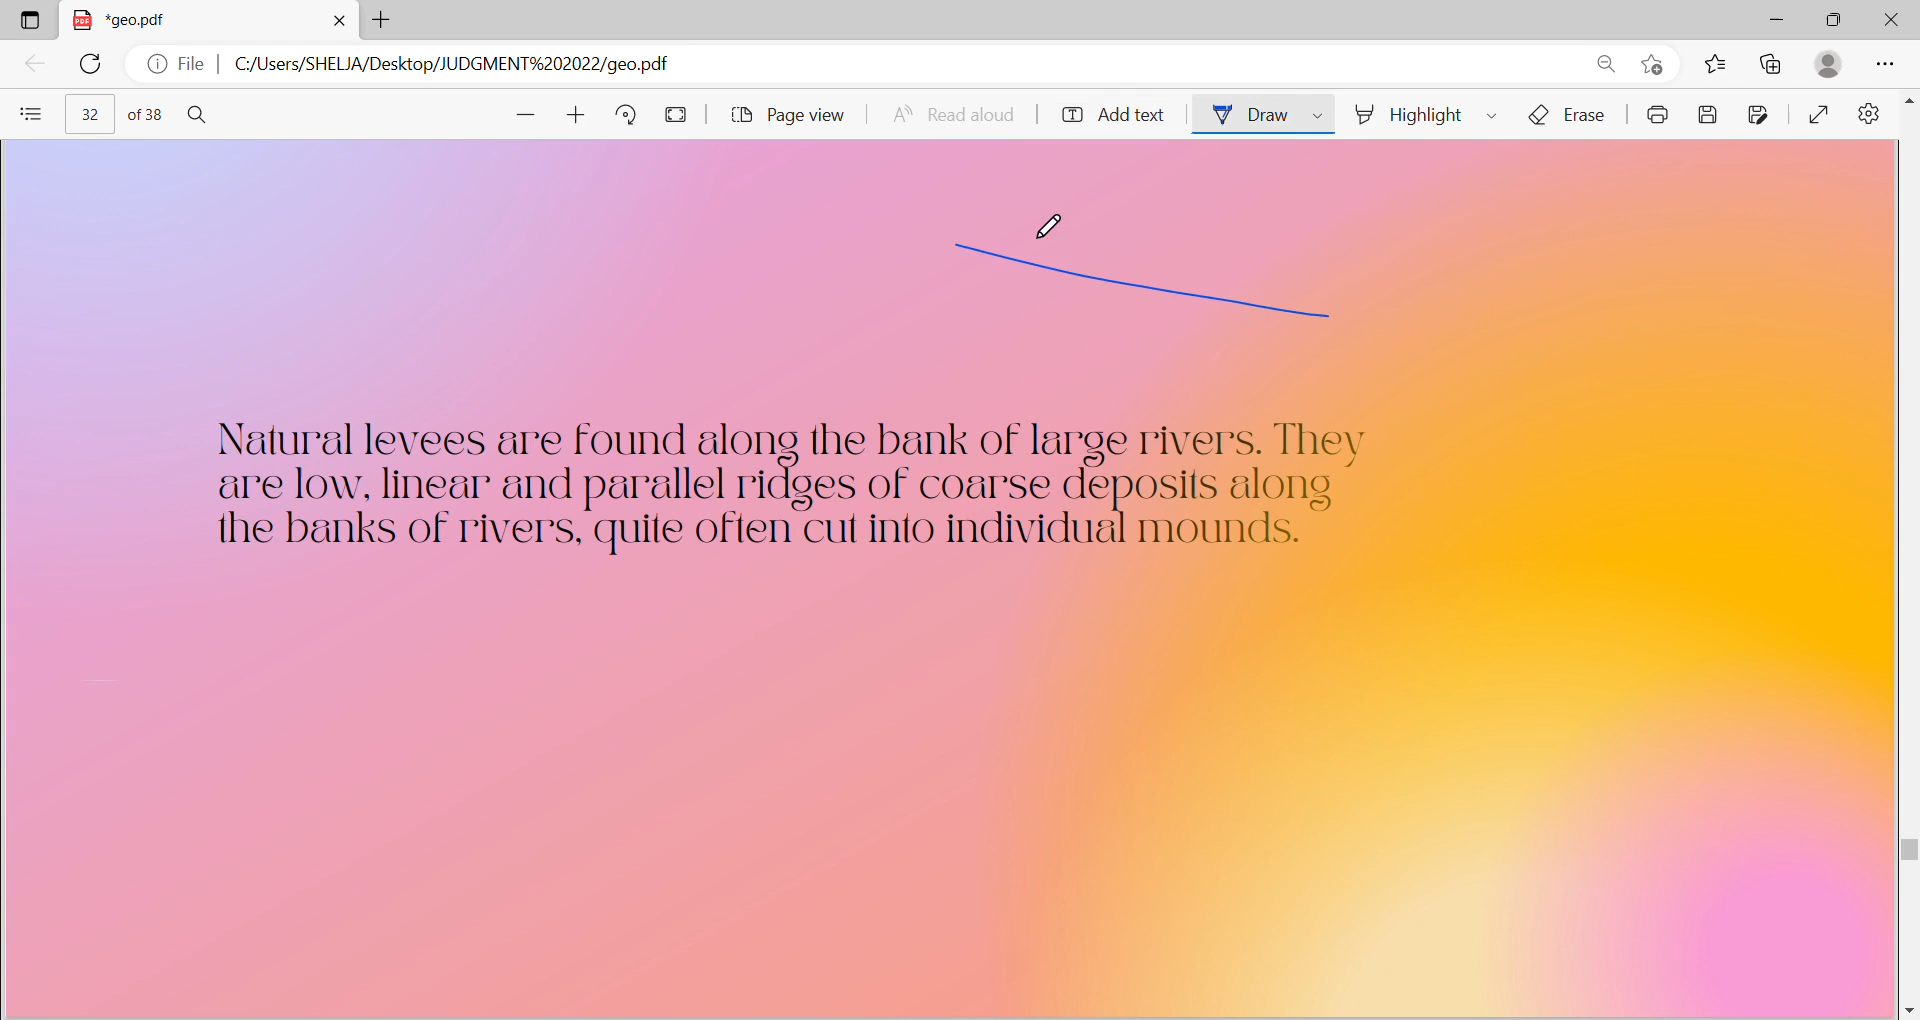 *geo.pdf
File | C:/Users/SHELJA/Desktop/JUDGMENT%202022/geo.pdf
32 of 38 Page view Read aloud Add text Draw Highlight Erase
Natural levees are found along the bank of large rivers. They
are low, linear and parallel ridges of coarse deposits along
the banks of rivers, quite often cut into individual mounds.